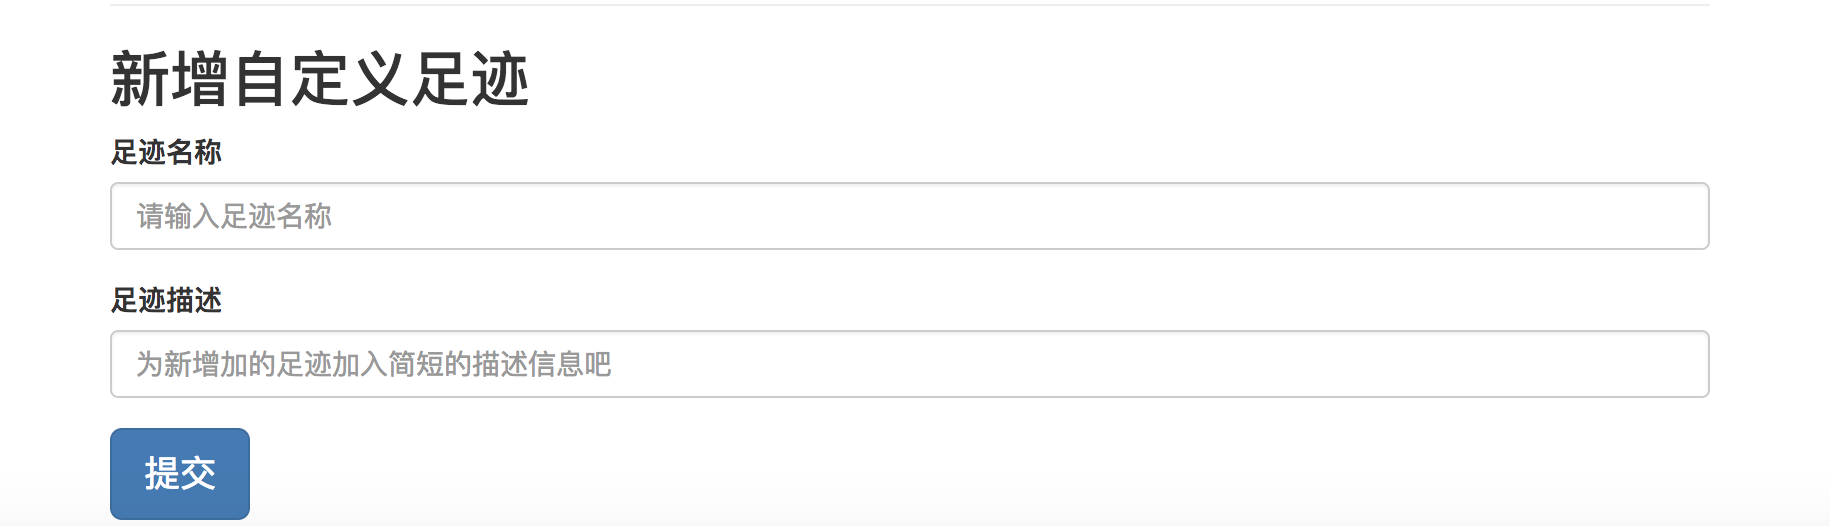 新增自定义足迹
足迹名称
请输入足迹名称
足迹描述
为新增加的足迹加入简短的描述信息吧
提交